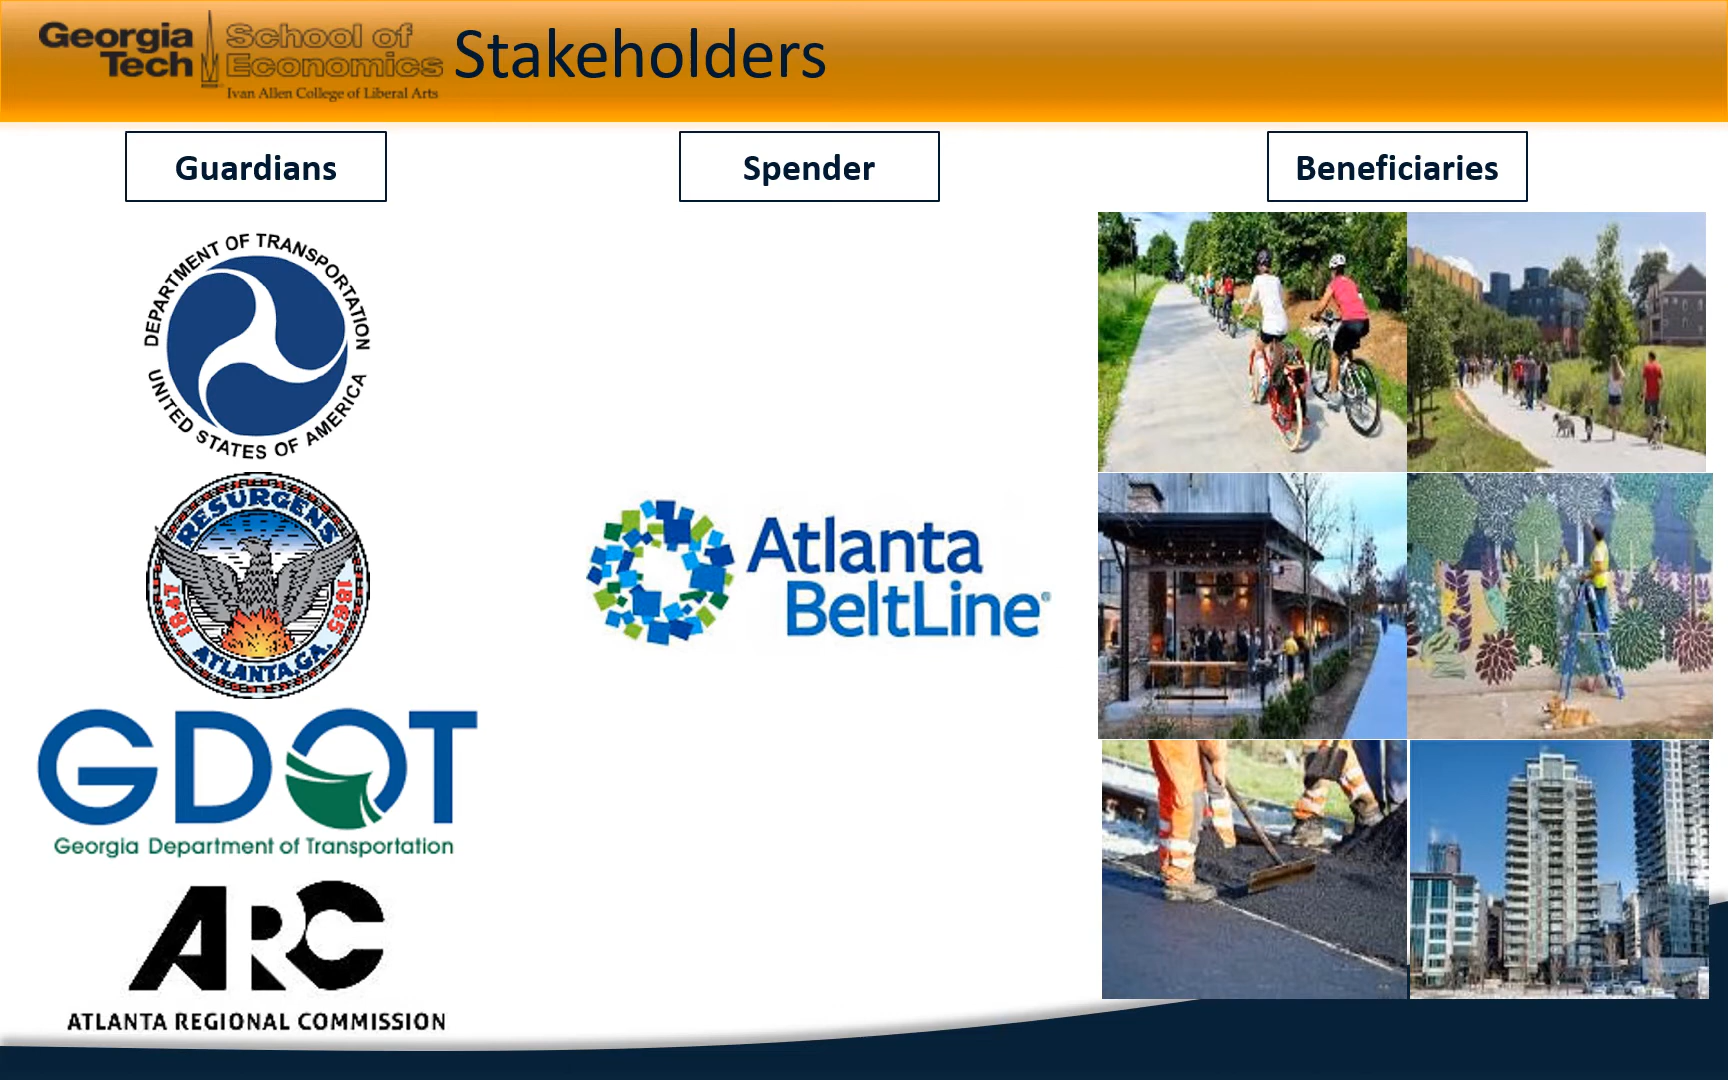 Georgia Tech
School of Economics
Ivan Allen College of Liberal Arts
Stakeholders
Guardians
Spender
Beneficiaries
DEPARTMENT OF TRANSPORTATION
UNITED STATES OF AMERICA
RESURGENS
1847 1865
ATLANTA, GA.
GDOT
Georgia Department of Transportation
ARC
ATLANTA REGIONAL COMMISSION
Atlanta
BeltLine®